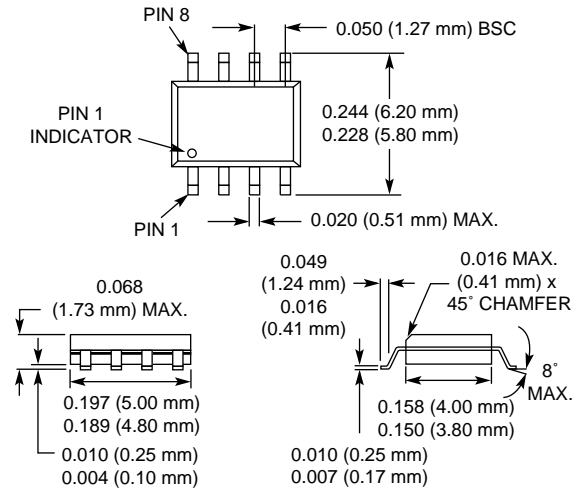 PIN 8
0.050 (1.27 mm) BSC
PIN 1
INDICATOR
0.244 (6.20 mm)
0.228 (5.80 mm)
PIN 1
0.020 (0.51 mm) MAX.
0.068
(1.73 mm) MAX.
0.197 (5.00 mm)
0.189 (4.80 mm)
0.010 (0.25 mm)
0.004 (0.10 mm)
0.049
(1.24 mm)
0.016
(0.41 mm)
0.016 MAX.
(0.41 mm) x
45˚ CHAMFER
8˚
MAX.
0.158 (4.00 mm)
0.150 (3.80 mm)
0.010 (0.25 mm)
0.007 (0.17 mm)